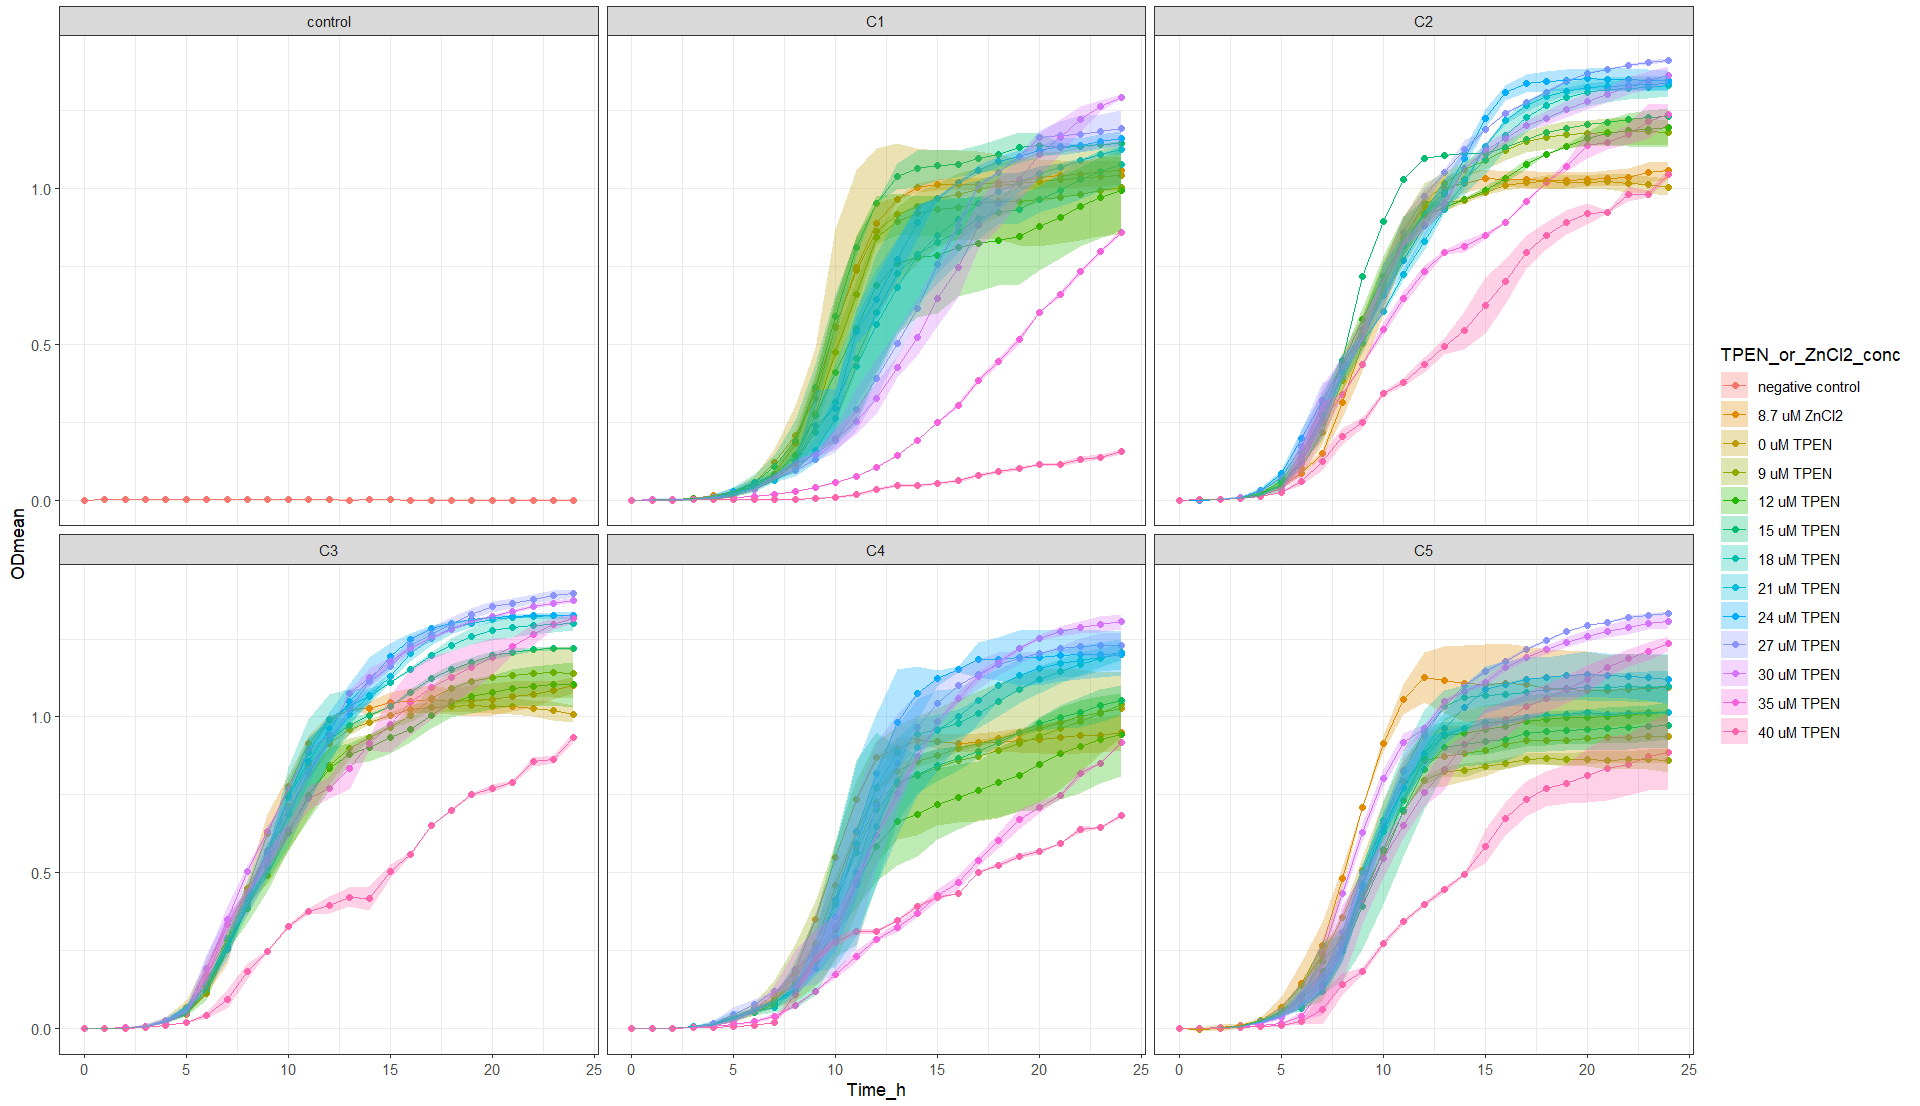 control
C1
C2
1.0
0.5
0.0
C3
C4
C5
1.0
0.5
0.0
0 5 10 15 20 25
0 5 10 15 20 25
0 5 10 15 20 25
Time_h
ODmean
TPEN_or_ZnCl2_conc
negative control
8.7 uM ZnCl2
0 uM TPEN
9 uM TPEN
12 uM TPEN
15 uM TPEN
18 uM TPEN
21 uM TPEN
24 uM TPEN
27 uM TPEN
30 uM TPEN
35 uM TPEN
40 uM TPEN